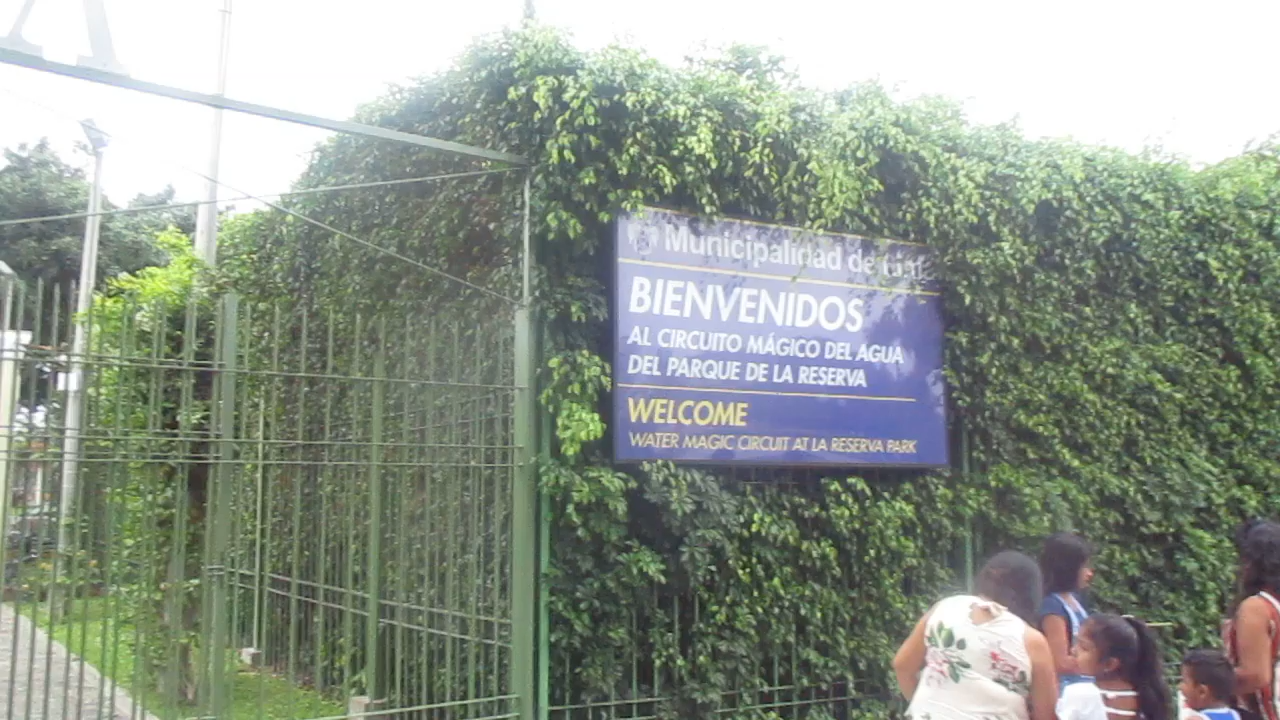 Municipalidad de Lima
BIENVENIDOS
AL CIRCUITO MÁGICO DEL AGUA
DEL PARQUE DE LA RESERVA
WELCOME
WATER MAGIC CIRCUIT AT LA RESERVA PARK